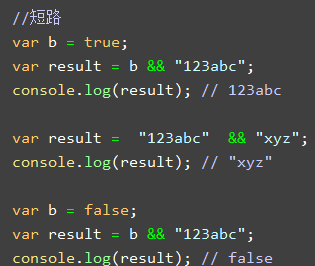 //短路
var b = true;
var result = b && "123abc";
console.log(result); // 123abc
var result =  "123abc"  && "xyz";
console.log(result); // "xyz"
var b = false;
var result = b && "123abc";
console.log(result); // false